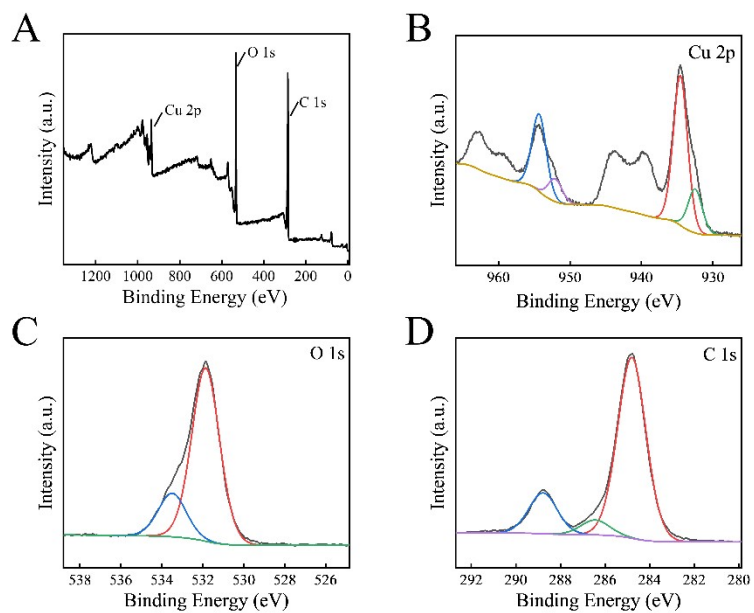 A
O 1s
Cu 2p
C 1s
Intensity (a.u.)
1200 1000 800 600 400 200 0
Binding Energy (eV)
B
Cu 2p
Intensity (a.u.)
960 950 940 930
Binding Energy (eV)
C
O 1s
Intensity (a.u.)
538 536 534 532 530 528 526
Binding Energy (eV)
D
C 1s
Intensity (a.u.)
292 290 288 286 284 282 280
Binding Energy (eV)